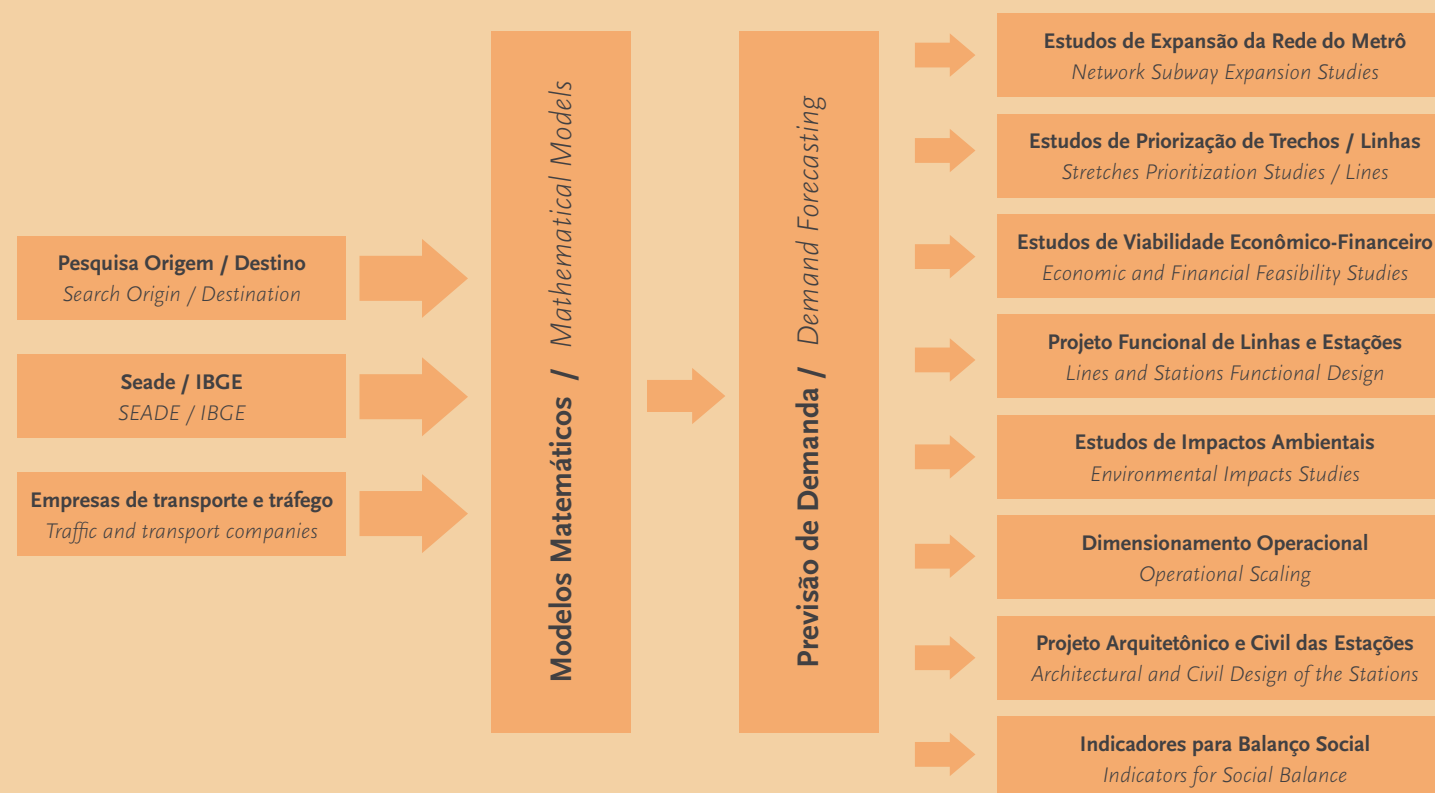 Pesquisa Origem / Destino
Search Origin / Destination
Seade / IBGE
SEADE / IBGE
Empresas de transporte e tráfego
Traffic and transport companies
Modelos Matemáticos / Mathematical Models
Previsão de Demanda / Demand Forecasting
Estudos de Expansão da Rede do Metrô
Network Subway Expansion Studies
Estudos de Priorização de Trechos / Linhas
Stretches Prioritization Studies / Lines
Estudos de Viabilidade Econômico-Financeiro
Economic and Financial Feasibility Studies
Projeto Funcional de Linhas e Estações
Lines and Stations Functional Design
Estudos de Impactos Ambientais
Environmental Impacts Studies
Dimensionamento Operacional
Operational Scaling
Projeto Arquitetônico e Civil das Estações
Architectural and Civil Design of the Stations
Indicadores para Balanço Social
Indicators for Social Balance